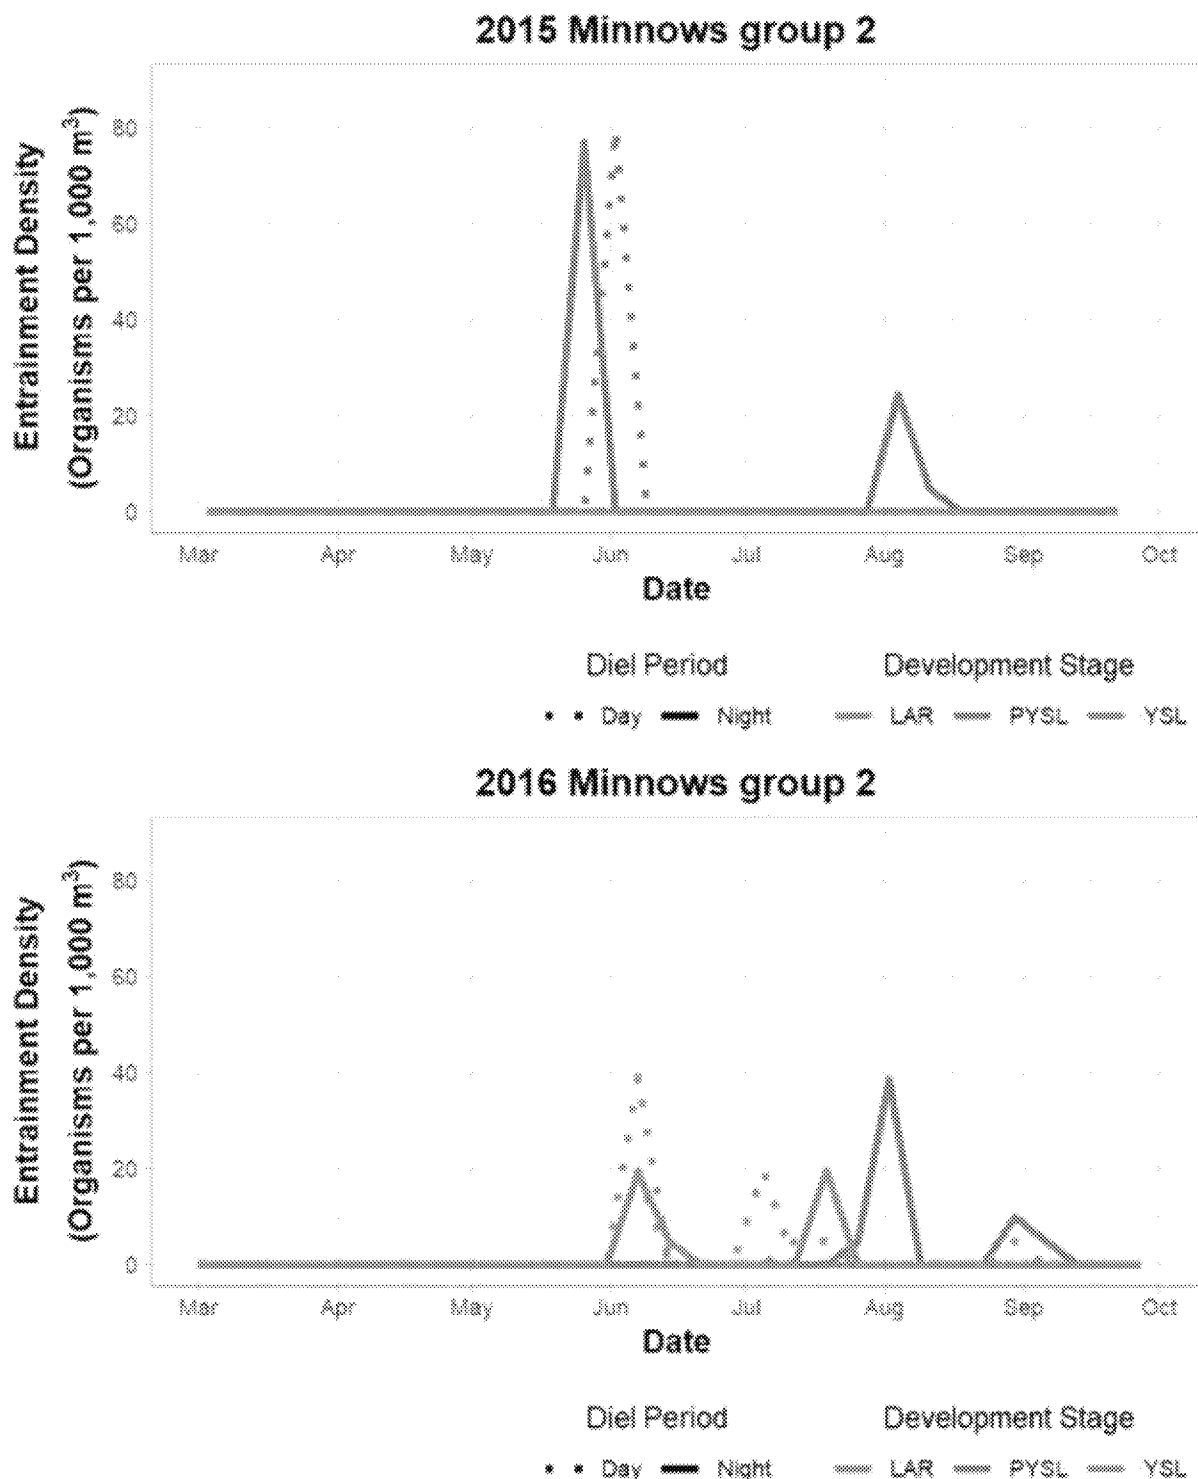 2015 Minnows group 2
Entrainment Density
(Organisms per 1,000 m³)
80
60
40
20
0
Mar Apr May Jun Jul Aug Sep Oct
Date
Diel Period Development Stage
Day Night LAR PYSL YSL
2016 Minnows group 2
Entrainment Density
(Organisms per 1,000 m³)
80
60
40
20
0
Mar Apr May Jun Jul Aug Sep Oct
Date
Diel Period Development Stage
Day Night LAR PYSL YSL